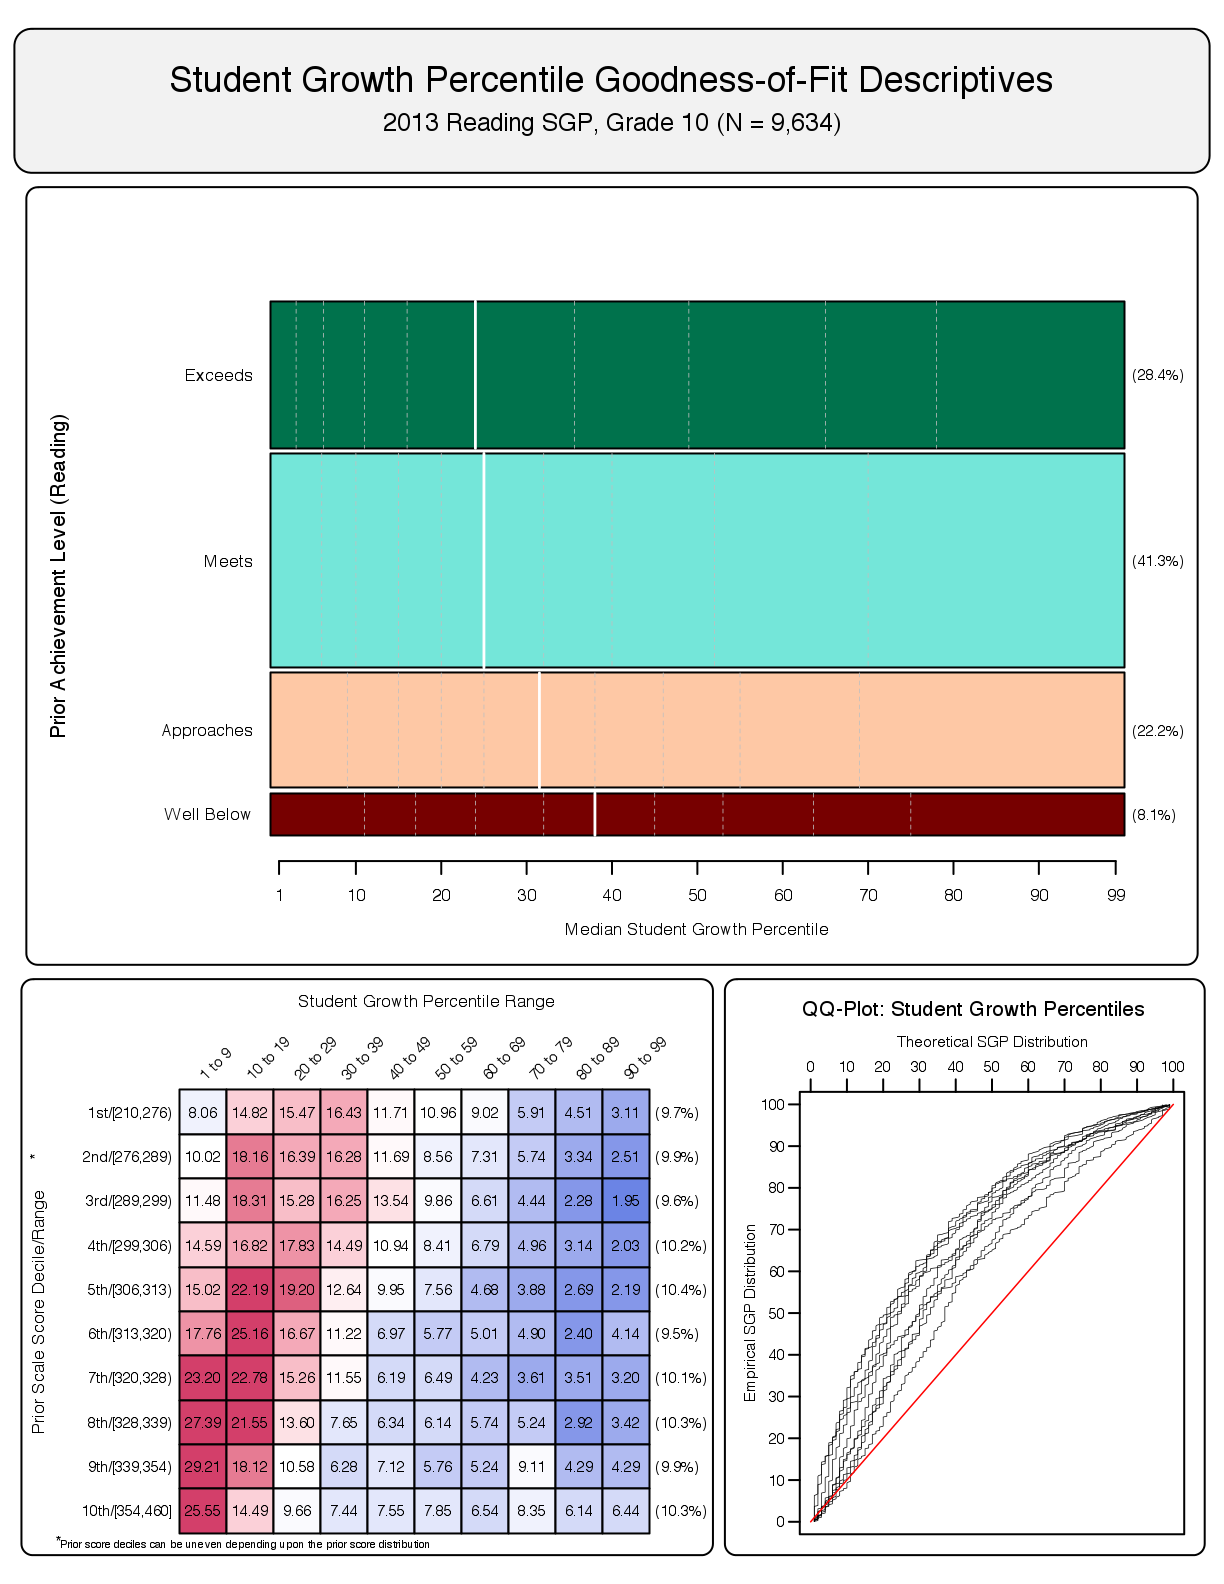 Student Growth Percentile Goodness-of-Fit Descriptives
2013 Reading SGP, Grade 10 (N = 9,634)
Prior Achievement Level (Reading)
Exceeds (28.4%)
Meets (41.3%)
Approaches (22.2%)
Well Below (8.1%)
1 10 20 30 40 50 60 70 80 90 99
Median Student Growth Percentile
Student Growth Percentile Range
1 to 9 10 to 19 20 to 29 30 to 39 40 to 49 50 to 59 60 to 69 70 to 79 80 to 89 90 to 99
Prior Scale Score Decile/Range *
1st/[210,276] 8.06 14.82 15.47 16.43 11.71 10.96 9.02 5.91 4.51 3.11 (9.7%)
2nd/[276,289] 10.02 18.16 16.39 16.28 11.69 8.56 7.31 5.74 3.34 2.51 (9.9%)
3rd/[289,299] 11.48 18.31 15.28 16.25 13.54 9.86 6.61 4.44 2.28 1.95 (9.6%)
4th/[299,306] 14.59 16.82 17.83 14.49 10.94 8.41 6.79 4.96 3.14 2.03 (10.2%)
5th/[306,313] 15.02 22.19 19.20 12.64 9.95 7.56 4.68 3.88 2.69 2.19 (10.4%)
6th/[313,320] 17.76 25.16 16.67 11.22 6.97 5.77 5.01 4.90 2.40 4.14 (9.5%)
7th/[320,328] 23.20 22.78 15.26 11.55 6.19 6.49 4.23 3.61 3.51 3.20 (10.1%)
8th/[328,339] 27.39 21.55 13.60 7.65 6.34 6.14 5.74 5.24 2.92 3.42 (10.3%)
9th/[339,354] 29.21 18.12 10.58 6.28 7.12 5.76 5.24 9.11 4.29 4.29 (9.9%)
10th/[354,460] 25.55 14.49 9.66 7.44 7.55 7.85 6.54 8.35 6.14 6.44 (10.3%)
*Prior score deciles can be uneven depending upon the prior score distribution
QQ-Plot: Student Growth Percentiles
Theoretical SGP Distribution
0 10 20 30 40 50 60 70 80 90 100
Empirical SGP Distribution
100
90
80
70
60
50
40
30
20
10
0